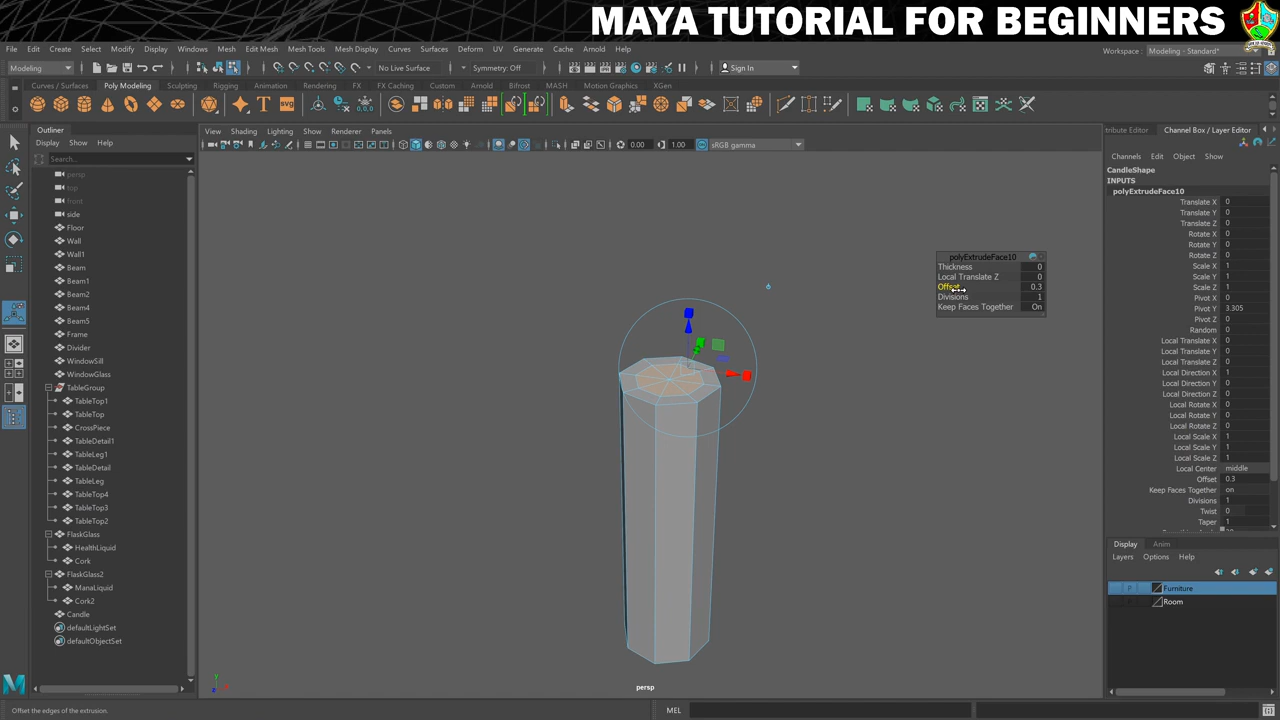 MAYA TUTORIAL FOR BEGINNERS
File Edit Create Select Modify Display Windows Mesh Edit Mesh Mesh Tools Mesh Display Curves Surfaces Deform UV Generate Cache Arnold Help
Workspace : Modeling - Standard*
Modeling No Live Surface Symmetry: Off Sign In
Curves / Surfaces Poly Modeling Sculpting Rigging Animation Rendering FX FX Caching Custom Arnold Bifrost MASH Motion Graphics XGen
Outliner
Display Show Help
Search...
persp
top
front
side
Floor
Wall
Wall1
Beam
Beam1
Beam2
Beam4
Beam5
Frame
Divider
WindowSill
WindowGlass
TableGroup
TableTop1
TableTop
CrossPiece
TableDetail1
TableLeg1
TableDetail
TableLeg
TableTop4
TableTop3
TableTop2
FlaskGlass
HealthLiquid
Cork
FlaskGlass2
ManaLiquid
Cork2
Candle
defaultLightSet
defaultObjectSet
View Shading Lighting Show Renderer Panels
0.00 1.00 sRGB gamma
polyExtrudeFace10
Thickness 0
Local Translate Z 0
Offset 0.3
Divisions 1
Keep Faces Together On
persp
tribute Editor Channel Box / Layer Editor
Channels Edit Object Show
CandleShape
INPUTS
polyExtrudeFace10
Translate X 0
Translate Y 0
Translate Z 0
Rotate X 0
Rotate Y 0
Rotate Z 0
Scale X 1
Scale Y 1
Scale Z 1
Pivot X 0
Pivot Y 3.305
Pivot Z 0
Random 0
Local Translate X 0
Local Translate Y 0
Local Translate Z 0
Local Direction X 1
Local Direction Y 0
Local Direction Z 0
Local Rotate X 0
Local Rotate Y 0
Local Rotate Z 0
Local Scale X 1
Local Scale Y 1
Local Scale Z 1
Local Center middle
Offset 0.3
Keep Faces Together on
Divisions 1
Twist 0
Taper 1
Display Anim
Layers Options Help
P Furniture
P Room
Offset the edges of the extrusion.
MEL